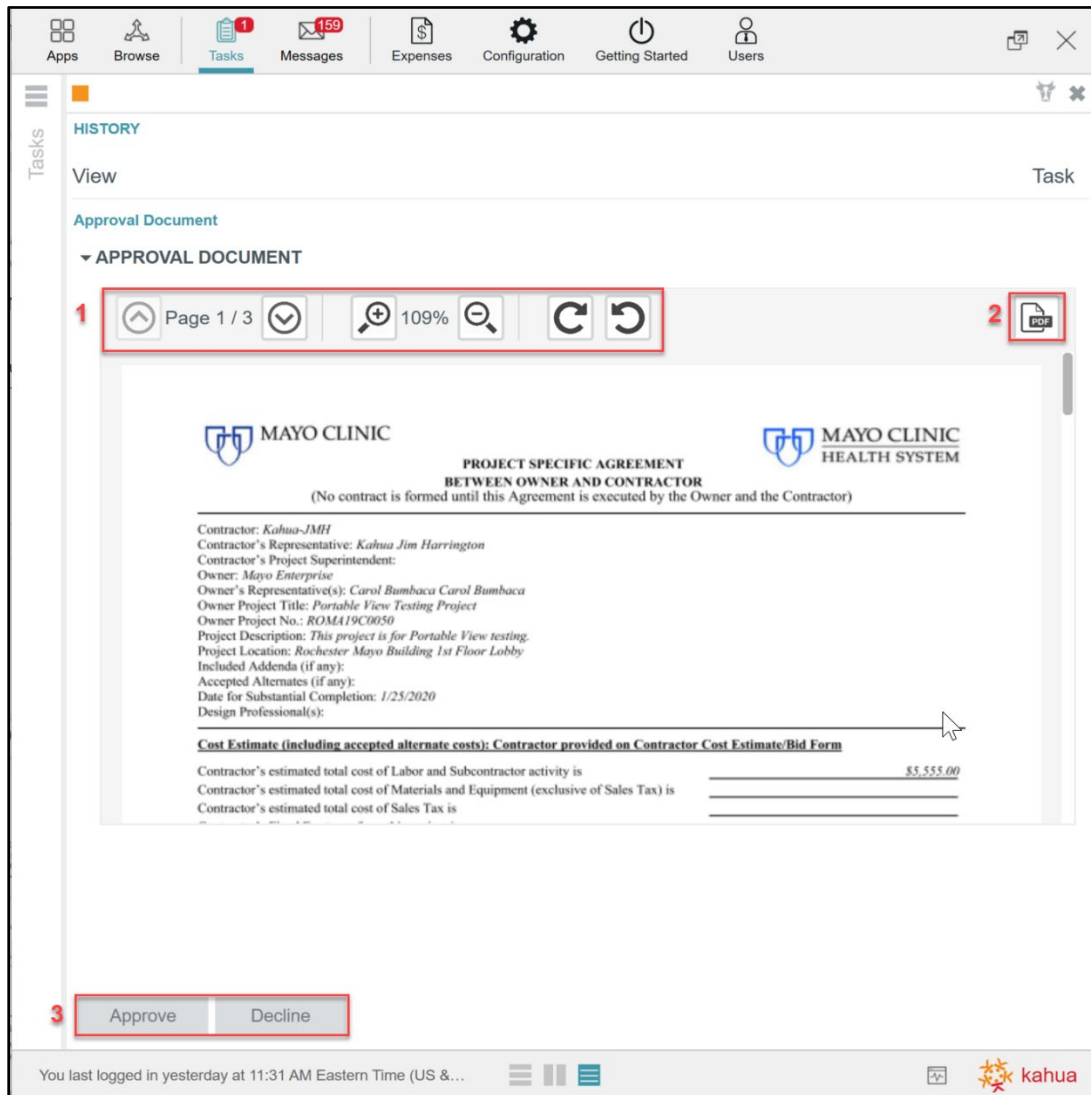 Apps Browse Tasks 1 Messages 159 Expenses Configuration Getting Started Users
Tasks
HISTORY
View Task
Approval Document
APPROVAL DOCUMENT
1 Page 1 / 3 109% 2 PDF
MAYO CLINIC MAYO CLINIC
HEALTH SYSTEM
PROJECT SPECIFIC AGREEMENT
BETWEEN OWNER AND CONTRACTOR
(No contract is formed until this Agreement is executed by the Owner and the Contractor)
Contractor: Kahua-JMH
Contractor's Representative: Kahua Jim Harrington
Contractor's Project Superintendent:
Owner: Mayo Enterprise
Owner's Representative(s): Carol Bumbaca Carol Bumbaca
Owner Project Title: Portable View Testing Project
Owner Project No.: ROMA19C0050
Project Description: This project is for Portable View testing.
Project Location: Rochester Mayo Building 1st Floor Lobby
Included Addenda (if any):
Accepted Alternates (if any):
Date for Substantial Completion: 1/25/2020
Design Professional(s):
Cost Estimate (including accepted alternate costs): Contractor provided on Contractor Cost Estimate/Bid Form
Contractor's estimated total cost of Labor and Subcontractor activity is $5,555.00
Contractor's estimated total cost of Materials and Equipment (exclusive of Sales Tax) is
Contractor's estimated total cost of Sales Tax is
3 Approve Decline
You last logged in yesterday at 11:31 AM Eastern Time (US &... kahua